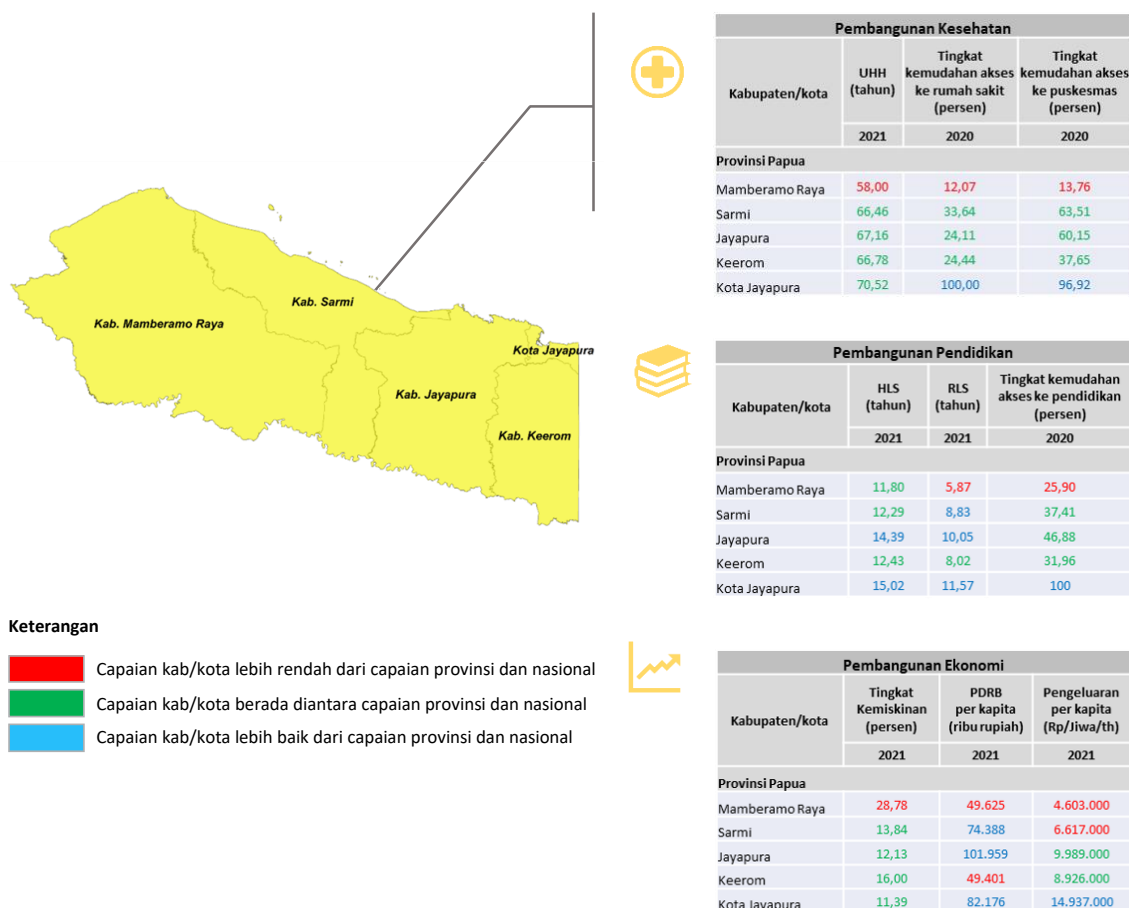 Kab. Sarmi
Kab. Mamberamo Raya
Kota Jayapura
Kab. Jayapura
Kab. Keerom
Keterangan
Capaian kab/kota lebih rendah dari capaian provinsi dan nasional
Capaian kab/kota berada diantara capaian provinsi dan nasional
Capaian kab/kota lebih baik dari capaian provinsi dan nasional
Pembangunan Kesehatan
Kabupaten/kota UHH (tahun) Tingkat kemudahan akses ke rumah sakit (persen) Tingkat kemudahan akses ke puskesmas (persen)
2021 2020 2020
Provinsi Papua
Mamberamo Raya 58,00 12,07 13,76
Sarmi 66,46 33,64 63,51
Jayapura 67,16 24,11 60,15
Keerom 66,78 24,44 37,65
Kota Jayapura 70,52 100,00 96,92
Pembangunan Pendidikan
Kabupaten/kota HLS (tahun) RLS (tahun) Tingkat kemudahan akses ke pendidikan (persen)
2021 2021 2020
Provinsi Papua
Mamberamo Raya 11,80 5,87 25,90
Sarmi 12,29 8,83 37,41
Jayapura 14,39 10,05 46,88
Keerom 12,43 8,02 31,96
Kota Jayapura 15,02 11,57 100
Pembangunan Ekonomi
Kabupaten/kota Tingkat Kemiskinan (persen) PDRB per kapita (ribu rupiah) Pengeluaran per kapita (Rp/Jiwa/th)
2021 2021 2021
Provinsi Papua
Mamberamo Raya 28,78 49.625 4.603.000
Sarmi 13,84 74.388 6.617.000
Jayapura 12,13 101.959 9.989.000
Keerom 16,00 49.401 8.926.000
Kota Jayapura 11,39 82.176 14.937.000